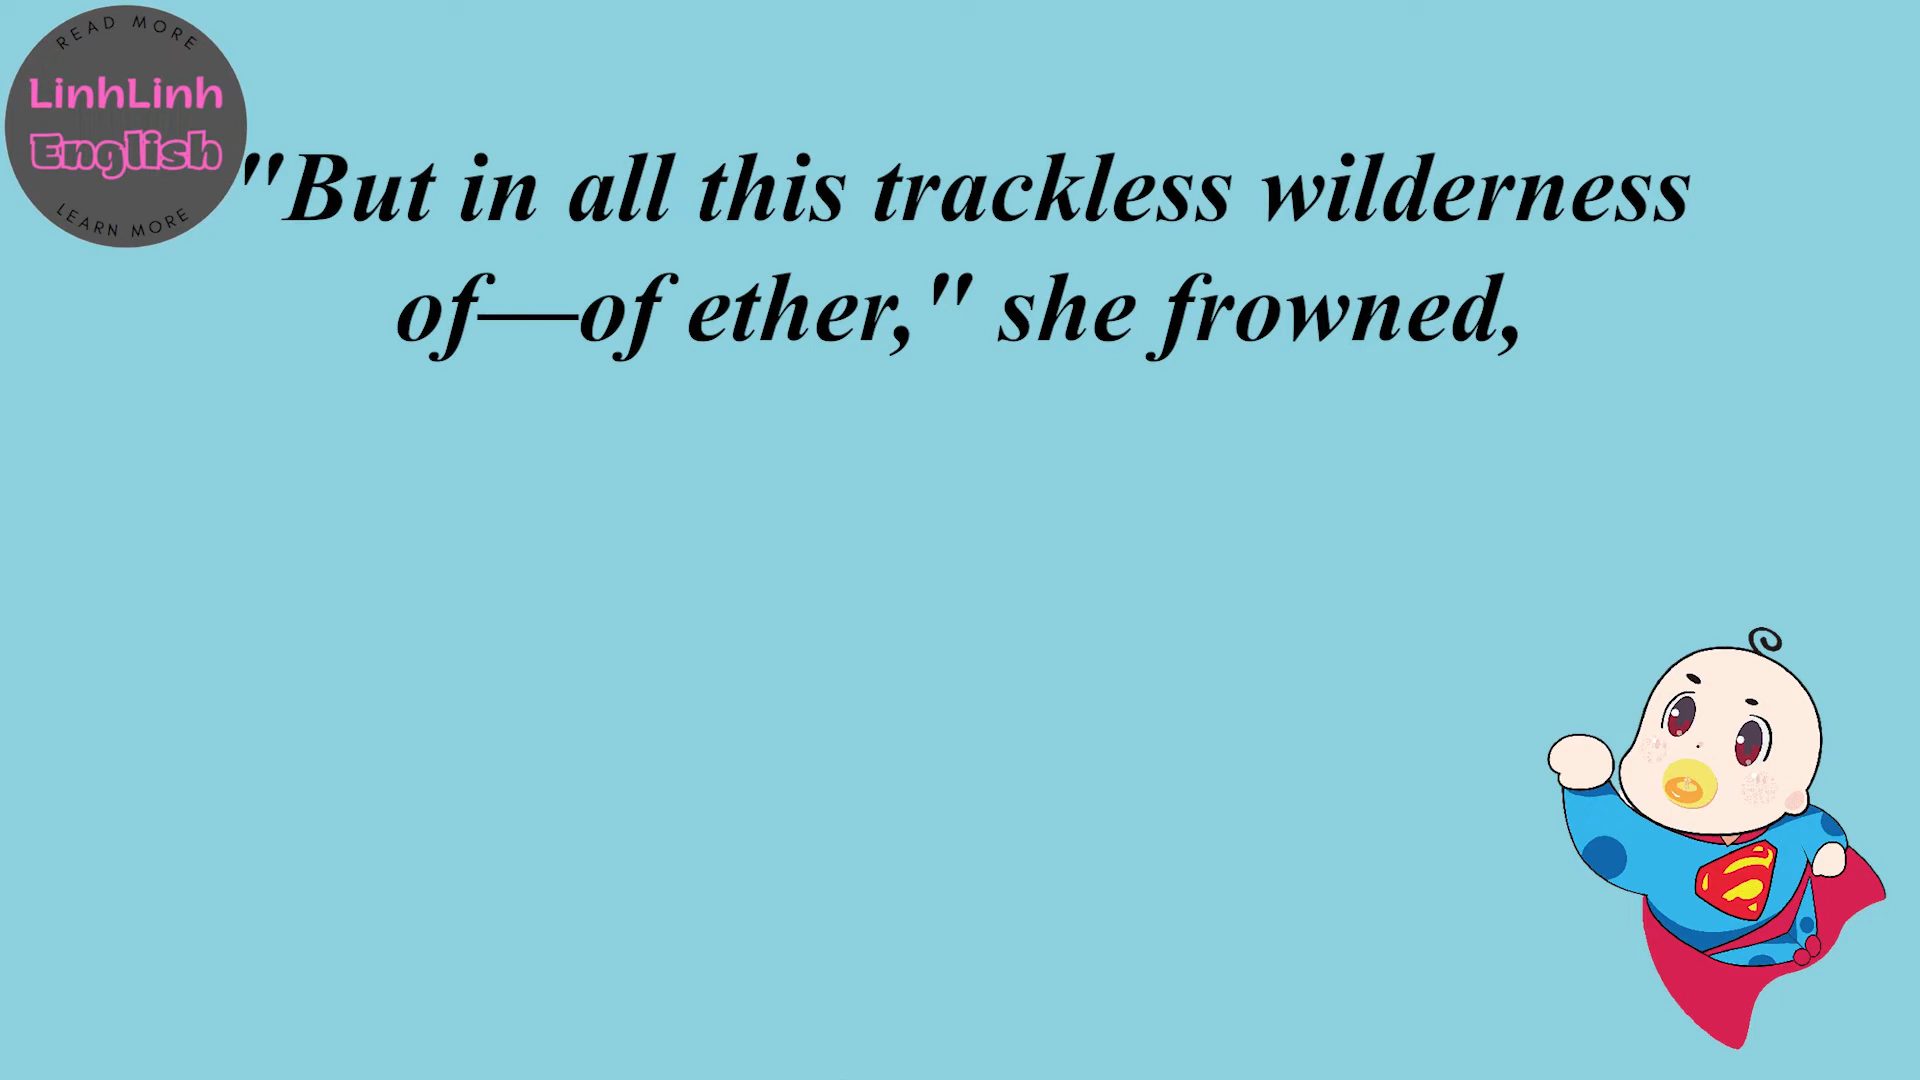 READ MORE
LinhLinh
English
LEARN MORE
"But in all this trackless wilderness
of—of ether," she frowned,